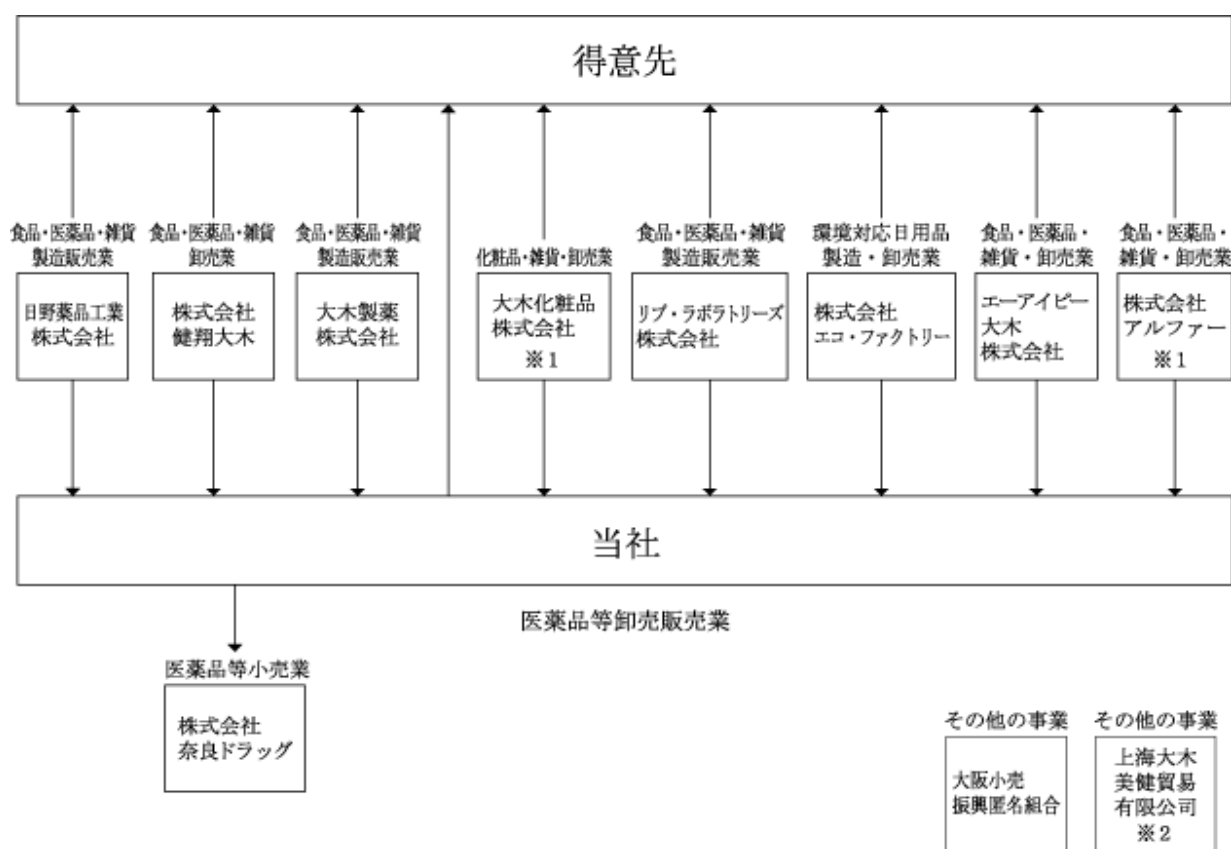 得意先
食品・医薬品・雑貨
製造販売業
日野薬品工業
株式会社
食品・医薬品・雑貨
卸売業
株式会社
健翔大木
食品・医薬品・雑貨
製造販売業
大木製薬
株式会社
化粧品・雑貨・卸売業
大木化粧品
株式会社
※1
食品・医薬品・雑貨
製造販売業
リブ・ラボラトリーズ
株式会社
環境対応日用品
製造・卸売業
株式会社
エコ・ファクトリー
食品・医薬品・
雑貨・卸売業
エーアイピー
大木
株式会社
食品・医薬品・
雑貨・卸売業
株式会社
アルファー
※1
当社
医薬品等卸売販売業
医薬品等小売業
株式会社
奈良ドラッグ
その他の事業
大阪小売
振興匿名組合
その他の事業
上海大木
美健貿易
有限公司
※2